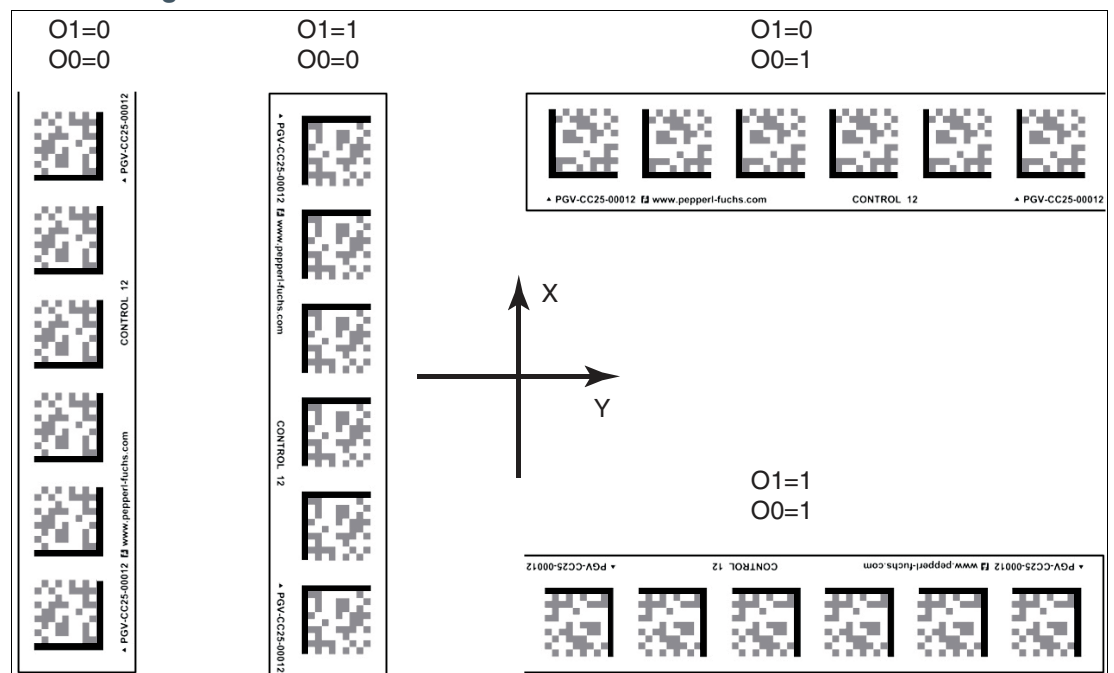 O1=0
O0=0
O1=1
O0=0
O1=0
O0=1
▲ PGV-CC25-00012 www.pepperl-fuchs.com CONTROL 12 ▲ PGV-CC25-00012
▲ PGV-CC25-00012 www.pepperl-fuchs.com CONTROL 12 ▲ PGV-CC25-00012
▲ PGV-CC25-00012 www.pepperl-fuchs.com CONTROL 12 ▲ PGV-CC25-00012
X
Y
O1=1
O0=1
▲ PGV-CC25-00012 www.pepperl-fuchs.com CONTROL 12 ▲ PGV-CC25-00012